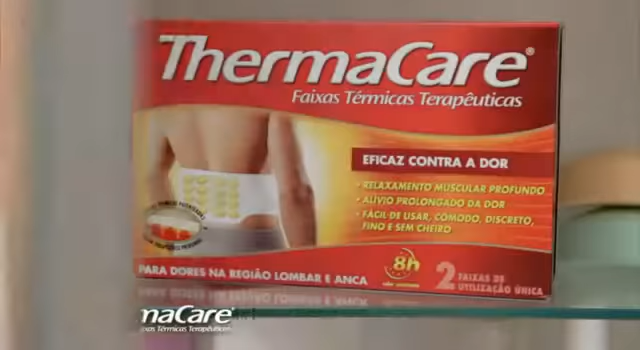 ThermaCare®
Faixas Térmicas Terapêuticas
EFICAZ CONTRA A DOR
• RELAXAMENTO MUSCULAR PROFUNDO
• ALÍVIO PROLONGADO DA DOR
• FÁCIL DE USAR, CÓMODO, DISCRETO,
FINO E SEM CHEIRO
PARA DORES NA REGIÃO LOMBAR E ANCA
8h
2 FAIXAS DE
UTILIZAÇÃO ÚNICA
maCare®
Faixas Térmicas Terapêuticas